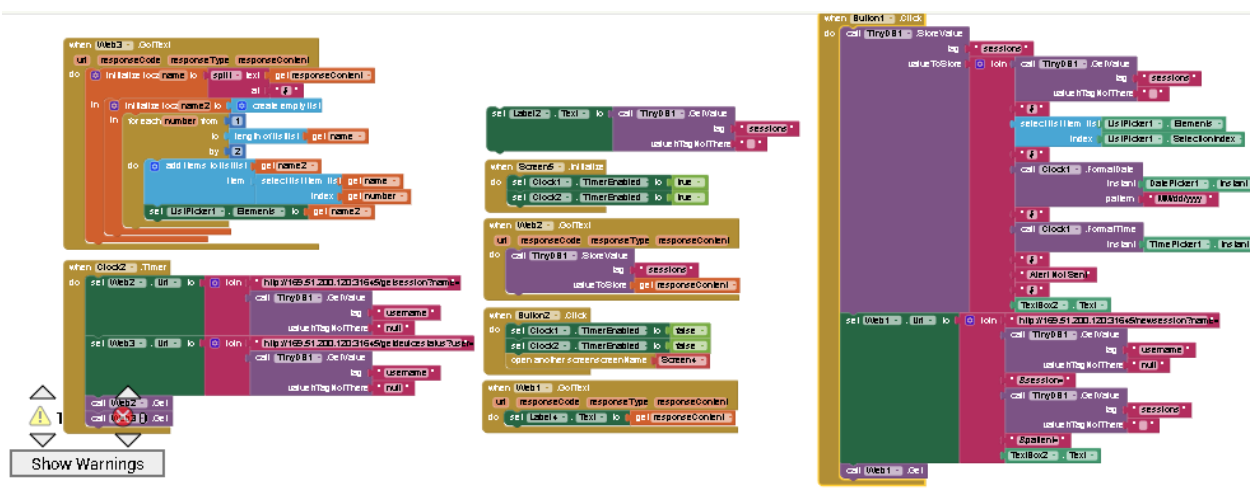 when Web3 .GotText
url responseCode responseType responseContent
do initialize local name to split text get responseContent
at " # "
in initialize local name2 to create empty list
in for each number from 1
to length of list list get name
by 2
do add items to list list get name2
item select list item list get name
index get number
set ListPicker1 . Elements to get name2
when Clock2 .Timer
do set Web2 . Url to join " http://169.51.200.120:31645/getsession?name=
call TinyDB1 .GetValue
tag " username "
valueIfTagNotThere " null "
set Web3 . Url to join
call TinyDB1 .GetValue
tag " username "
valueIfTagNotThere " null "
call Web2 .Get
call .Get
Show Warnings
set Label2 . Text to call TinyDB1 .GetValue
tag " sessions "
valueIfTagNotThere " "
when Screen5 .Initialize
do set Clock1 . TimerEnabled to true
set Clock2 . TimerEnabled to true
when Web2 .GotText
url responseCode responseType responseContent
do call TinyDB1 .StoreValue
tag " sessions "
valueToStore get responseContent
when Button2 .Click
do set Clock1 . TimerEnabled to false
set Clock2 . TimerEnabled to false
open another screen screenName " Screen4 "
when Web1 .GotText
url responseCode responseType responseContent
do set Label4 . Text to get responseContent
when Button1 .Click
do call TinyDB1 .StoreValue
tag " sessions "
valueToStore join call TinyDB1 .GetValue
tag " sessions "
valueIfTagNotThere " "
" # "
select list item list ListPicker1 . Elements
index ListPicker1 . SelectionIndex
" # "
call Clock1 .FormatDate
instant DatePicker1 . Instant
pattern " MM/dd/yyyy "
" # "
call Clock1 .FormatTime
instant TimePicker1 . Instant
" # "
" Alert Not Sent "
" # "
TextBox2 . Text
set Web1 . Url to join " http://169.51.200.120:31645/newsession?name=
call TinyDB1 .GetValue
tag " username "
valueIfTagNotThere " null "
" &session= "
call TinyDB1 .GetValue
tag " sessions "
valueIfTagNotThere " "
" &patient= "
TextBox2 . Text
call Web1 .Get